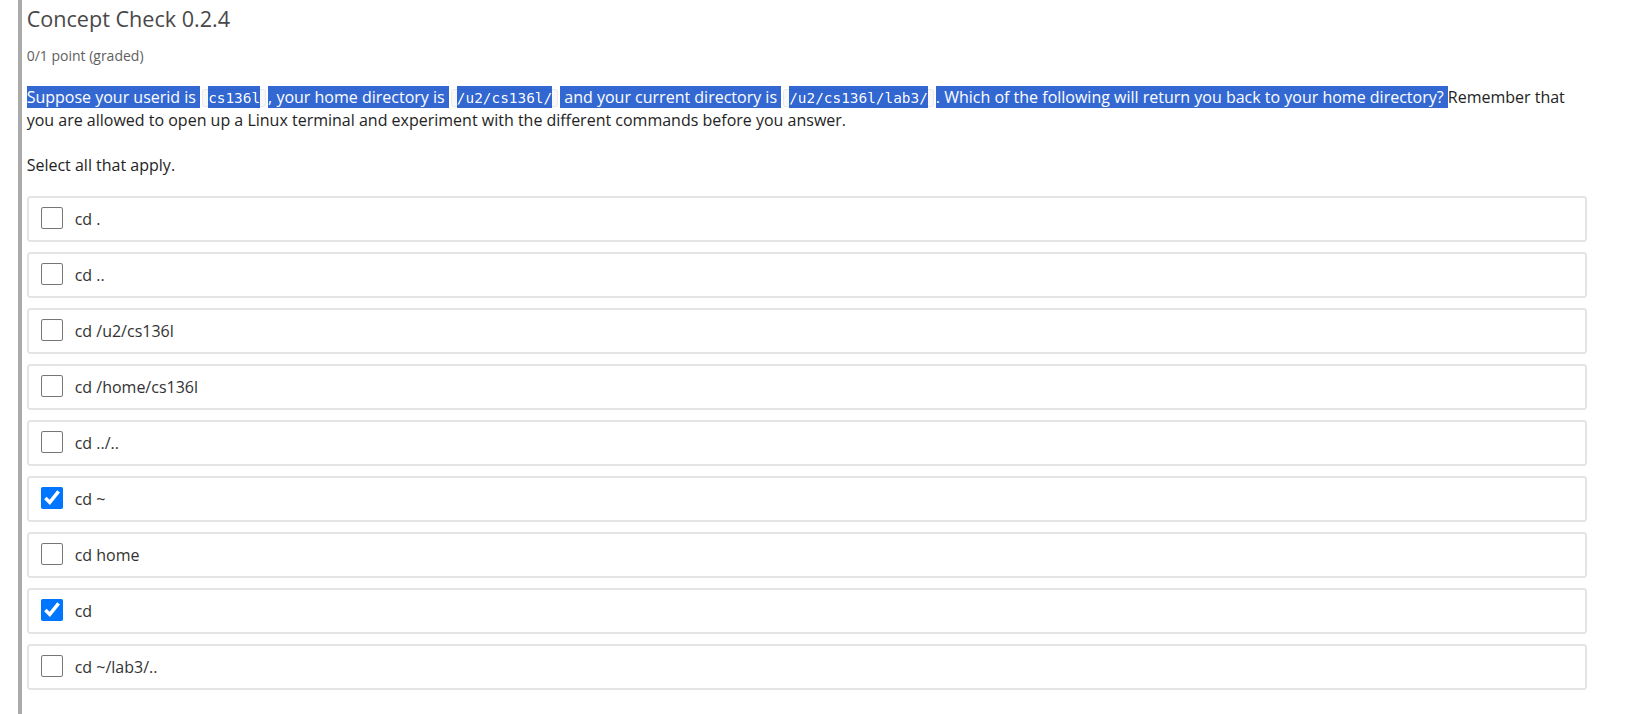 Concept Check 0.2.4
0/1 point (graded)
Suppose your userid is cs136l , your home directory is /u2/cs136l/ and your current directory is /u2/cs136l/lab3/ . Which of the following will return you back to your home directory? Remember that
you are allowed to open up a Linux terminal and experiment with the different commands before you answer.
Select all that apply.
cd .
cd ..
cd /u2/cs136l
cd /home/cs136l
cd ../..
cd ~
cd home
cd
cd ~/lab3/..